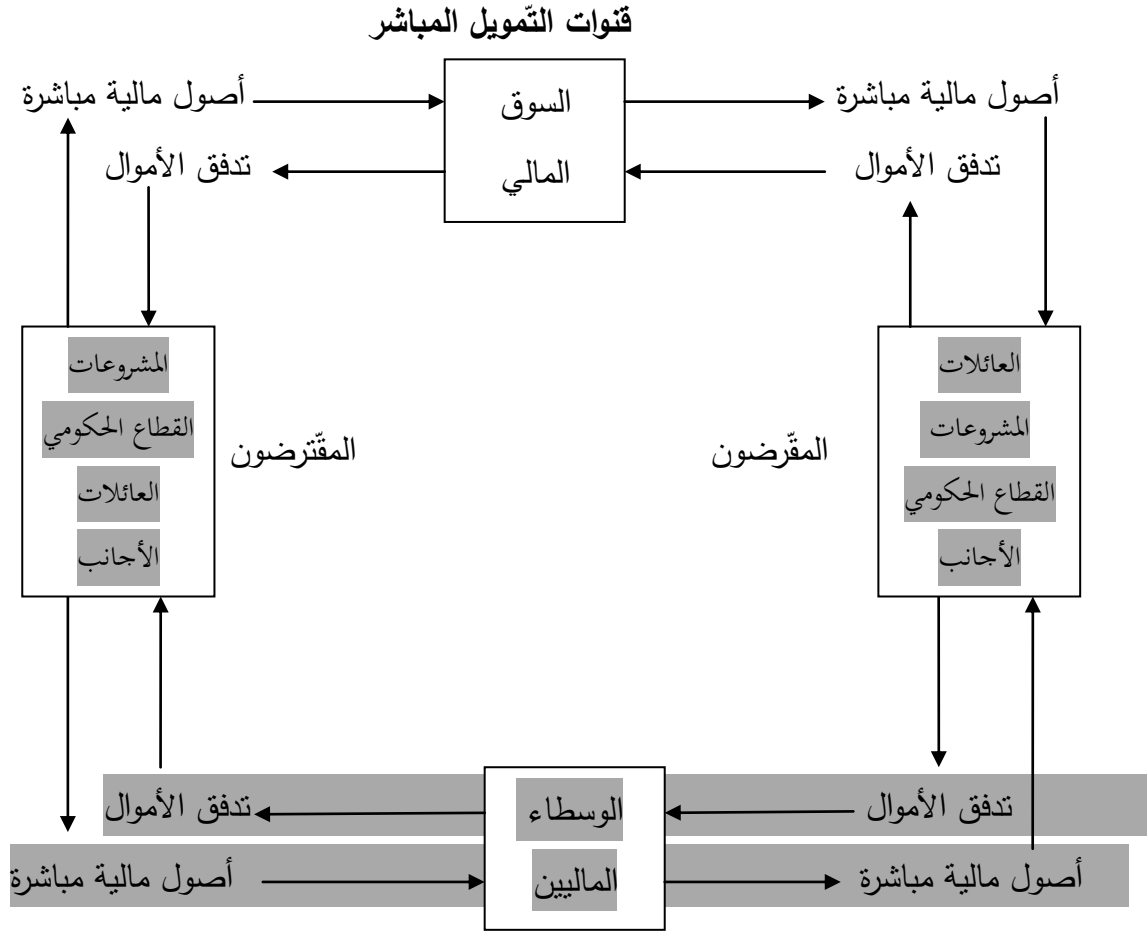 قنوات التّمويل المباشر
أصول مالية مباشرة
السوق
أصول مالية مباشرة
تدفق الأموال
المالي
تدفق الأموال
العائلات
المشروعات
القطاع الحكومي
الأجانب
المقّرضون
المقّترضون
المشروعات
القطاع الحكومي
العائلات
الأجانب
تدفق الأموال
الوسطاء
تدفق الأموال
أصول مالية مباشرة
الماليين
أصول مالية مباشرة